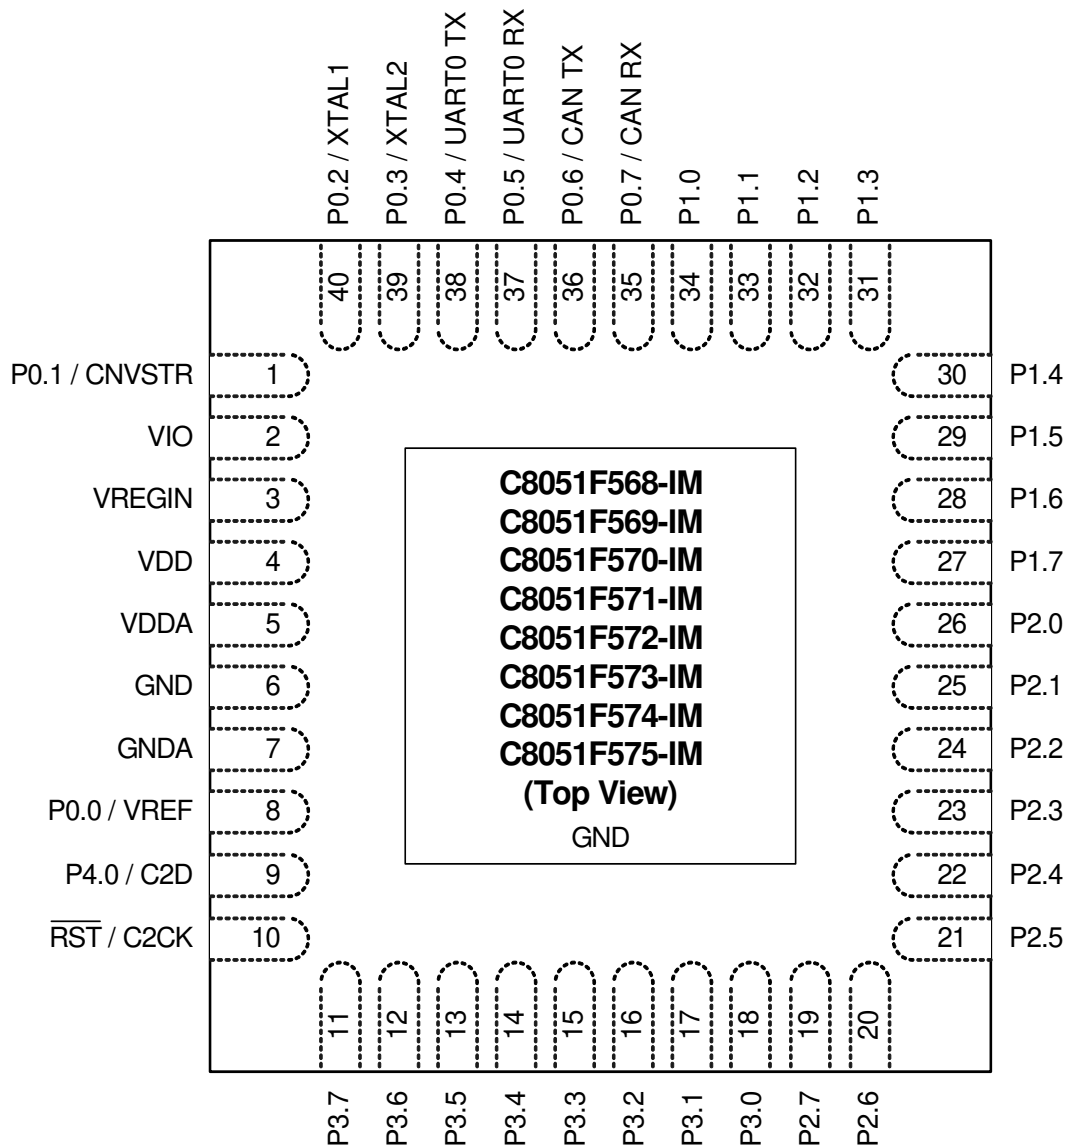 P0.2 / XTAL1
P0.3 / XTAL2
P0.4 / UART0 TX
P0.5 / UART0 RX
P0.6 / CAN TX
P0.7 / CAN RX
P1.0
P1.1
P1.2
P1.3
40
39
38
37
36
35
34
33
32
31
P0.1 / CNVSTR 1
VIO 2
VREGIN 3
VDD 4
VDDA 5
GND 6
GNDA 7
P0.0 / VREF 8
P4.0 / C2D 9
RST / C2CK 10
C8051F568-IM
C8051F569-IM
C8051F570-IM
C8051F571-IM
C8051F572-IM
C8051F573-IM
C8051F574-IM
C8051F575-IM
(Top View)
GND
30 P1.4
29 P1.5
28 P1.6
27 P1.7
26 P2.0
25 P2.1
24 P2.2
23 P2.3
22 P2.4
21 P2.5
11
12
13
14
15
16
17
18
19
20
P3.7
P3.6
P3.5
P3.4
P3.3
P3.2
P3.1
P3.0
P2.7
P2.6